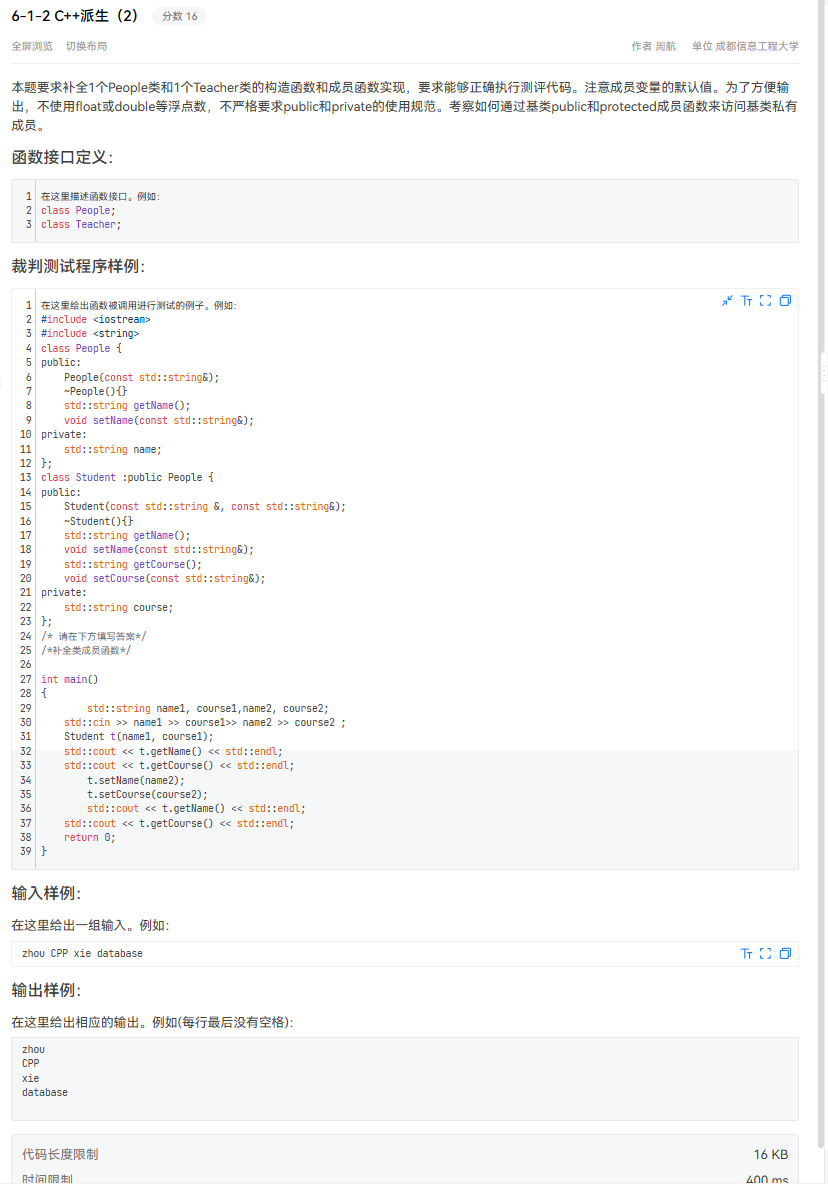 6-1-2 C++派生（2） 分数 16
全屏浏览 切换布局 作者 周航 单位 成都信息工程大学
本题要求补全1个People类和1个Teacher类的构造函数和成员函数实现，要求能够正确执行测评代码。注意成员变量的默认值。为了方便输
出，不使用float或double等浮点数，不严格要求public和private的使用规范。考察如何通过基类public和protected成员函数来访问基类私有
成员。
函数接口定义：
1 在这里描述函数接口。例如：
2 class People;
3 class Teacher;
裁判测试程序样例：
1 在这里给出函数被调用进行测试的例子。例如：
2 #include <iostream>
3 #include <string>
4 class People {
5 public:
6     People(const std::string&);
7     ~People(){}
8     std::string getName();
9     void setName(const std::string&);
10 private:
11     std::string name;
12 };
13 class Student :public People {
14 public:
15     Student(const std::string &, const std::string&);
16     ~Student(){}
17     std::string getName();
18     void setName(const std::string&);
19     std::string getCourse();
20     void setCourse(const std::string&);
21 private:
22     std::string course;
23 };
24 /* 请在下方填写答案*/
25 /*补全类成员函数*/
26
27 int main()
28 {
29         std::string name1, course1,name2, course2;
30     std::cin >> name1 >> course1>> name2 >> course2 ;
31     Student t(name1, course1);
32     std::cout << t.getName() << std::endl;
33     std::cout << t.getCourse() << std::endl;
34         t.setName(name2);
35         t.setCourse(course2);
36         std::cout << t.getName() << std::endl;
37     std::cout << t.getCourse() << std::endl;
38     return 0;
39 }
输入样例：
在这里给出一组输入。例如：
zhou CPP xie database
输出样例：
在这里给出相应的输出。例如(每行最后没有空格)：
zhou
CPP
xie
database
代码长度限制 16 KB
时间限制 400 ms